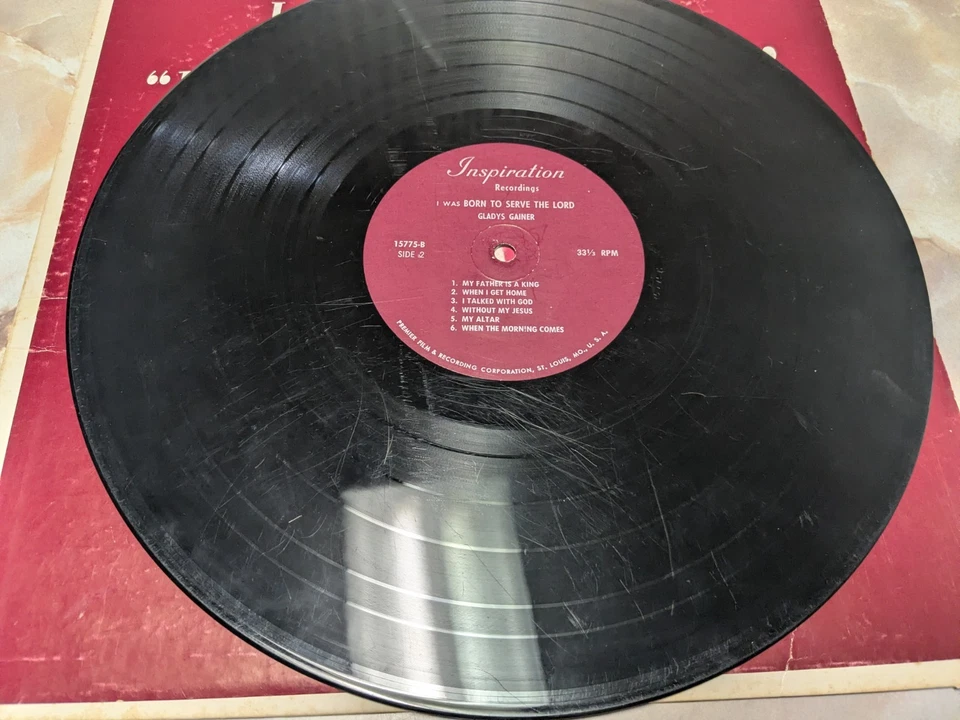 Inspiration
Recordings
I WAS BORN TO SERVE THE LORD
GLADYS GAINER
15775-B
SIDE 2
33⅓ RPM
1. MY FATHER IS A KING
2. WHEN I GET HOME
3. I TALKED WITH GOD
4. WITHOUT MY JESUS
5. MY ALTAR
6. WHEN THE MORNING COMES
PREMIER FILM & RECORDING CORPORATION, ST. LOUIS, MO., U. S. A.